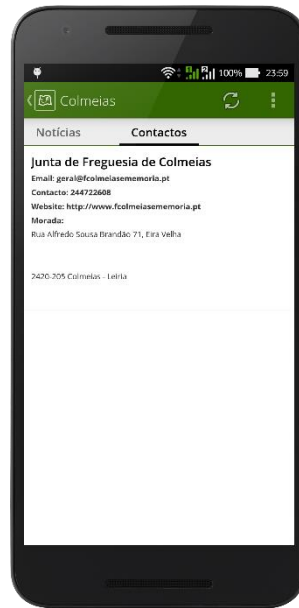 100% 23:59
Colmeias
Notícias Contactos
Junta de Freguesia de Colmeias
Email: geral@fcolmeiasememoria.pt
Contacto: 244722608
Website: http://www.fcolmeiasememoria.pt
Morada:
Rua Alfredo Sousa Brandão 71, Eira Velha
2420-205 Colmeias - Leiria